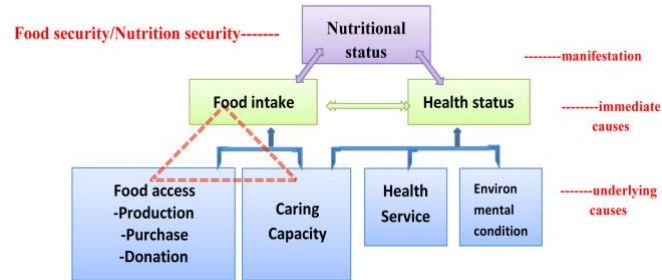 Food security/Nutrition security-------
Nutritional
status
--------manifestation
Food intake
Health status
--------immediate
causes
Food access
-Production
-Purchase
-Donation
Caring
Capacity
Health
Service
Environ
mental
condition
-------underlying
causes